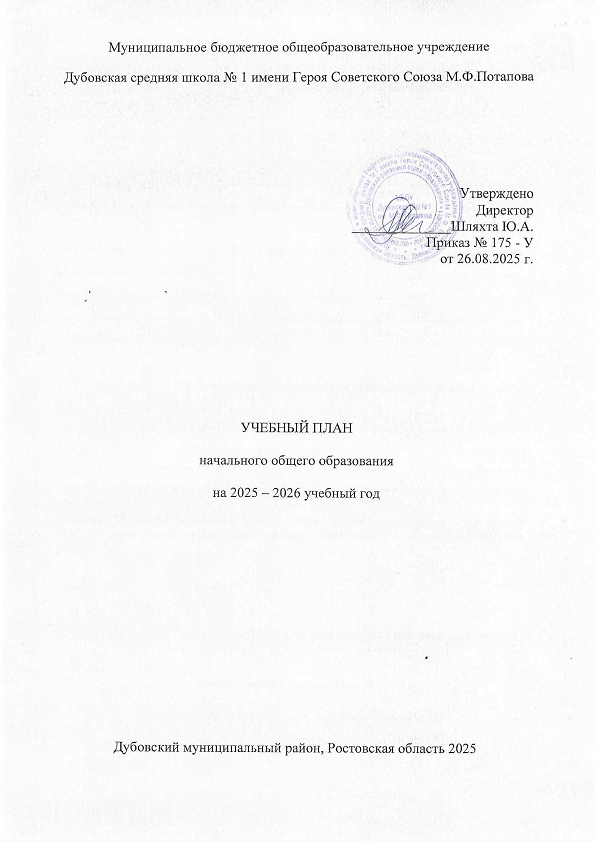 Муниципальное бюджетное общеобразовательное учреждение
Дубовская средняя школа № 1 имени Героя Советского Союза М.Ф.Потапова
Утверждено
Директор
Шляхта Ю.А.
Приказ № 175 - У
от 26.08.2025 г.
УЧЕБНЫЙ ПЛАН
начального общего образования
на 2025 – 2026 учебный год
Дубовский муниципальный район, Ростовская область 2025